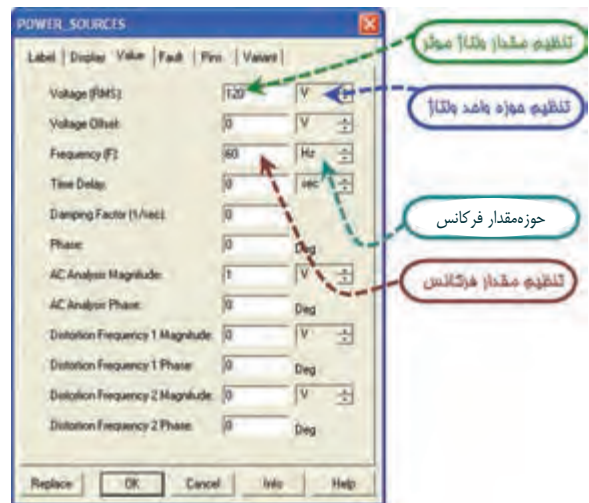 POWER_SOURCES
Label Display Value Fault Pins Variant
Voltage (RMS): 120 V
Voltage Offset: 0 V
Frequency (F): 60 Hz
Time Delay: 0 sec
Damping Factor (1/sec): 0
Phase: 0 Deg
AC Analysis Magnitude: 1 V
AC Analysis Phase: 0 Deg
Distortion Frequency 1 Magnitude: 0 V
Distortion Frequency 1 Phase: 0 Deg
Distortion Frequency 2 Magnitude: 0 V
Distortion Frequency 2 Phase: 0 Deg
Replace OK Cancel Info Help
تنظیم مقدار ولتاژ موثر
تنظیم حوزه واحد ولتاژ
حوزه‌مقدار فرکانس
تنظیم مقدار فرکانس